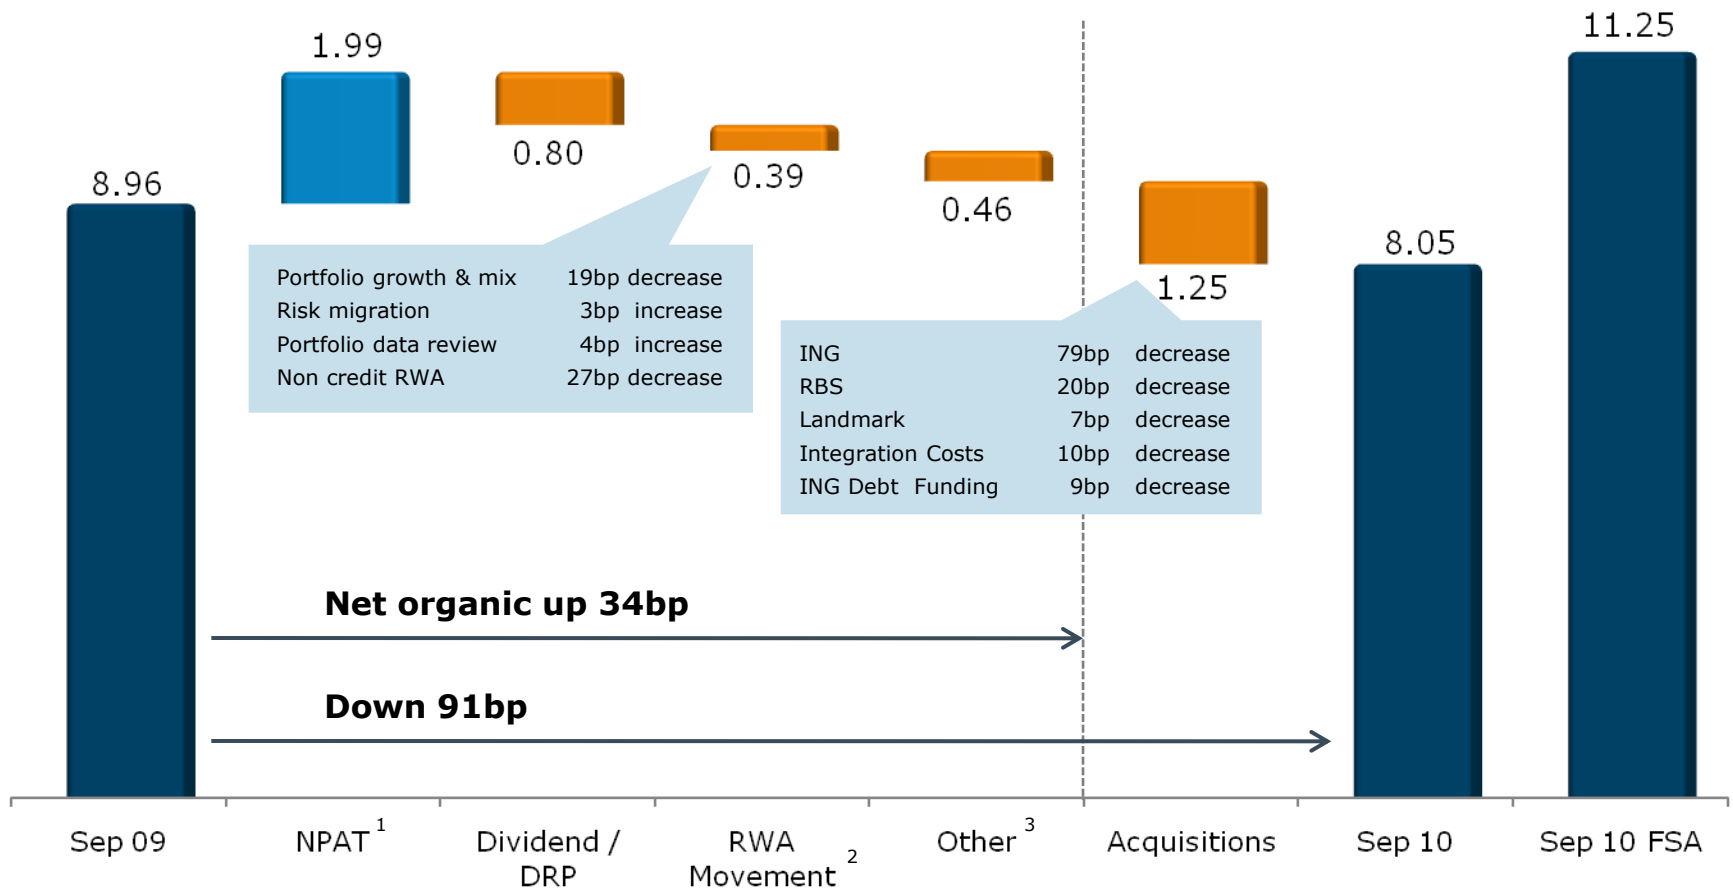 11.25
1.99
8.96
0.80
0.39
0.46
1.25
8.05
Portfolio growth & mix 19bp decrease
Risk migration 3bp increase
Portfolio data review 4bp increase
Non credit RWA 27bp decrease
ING 79bp decrease
RBS 20bp decrease
Landmark 7bp decrease
Integration Costs 10bp decrease
ING Debt Funding 9bp decrease
Net organic up 34bp
Down 91bp
Sep 09
NPAT 1
Dividend /
DRP
RWA
Movement 2
Other 3
Acquisitions
Sep 10
Sep 10 FSA